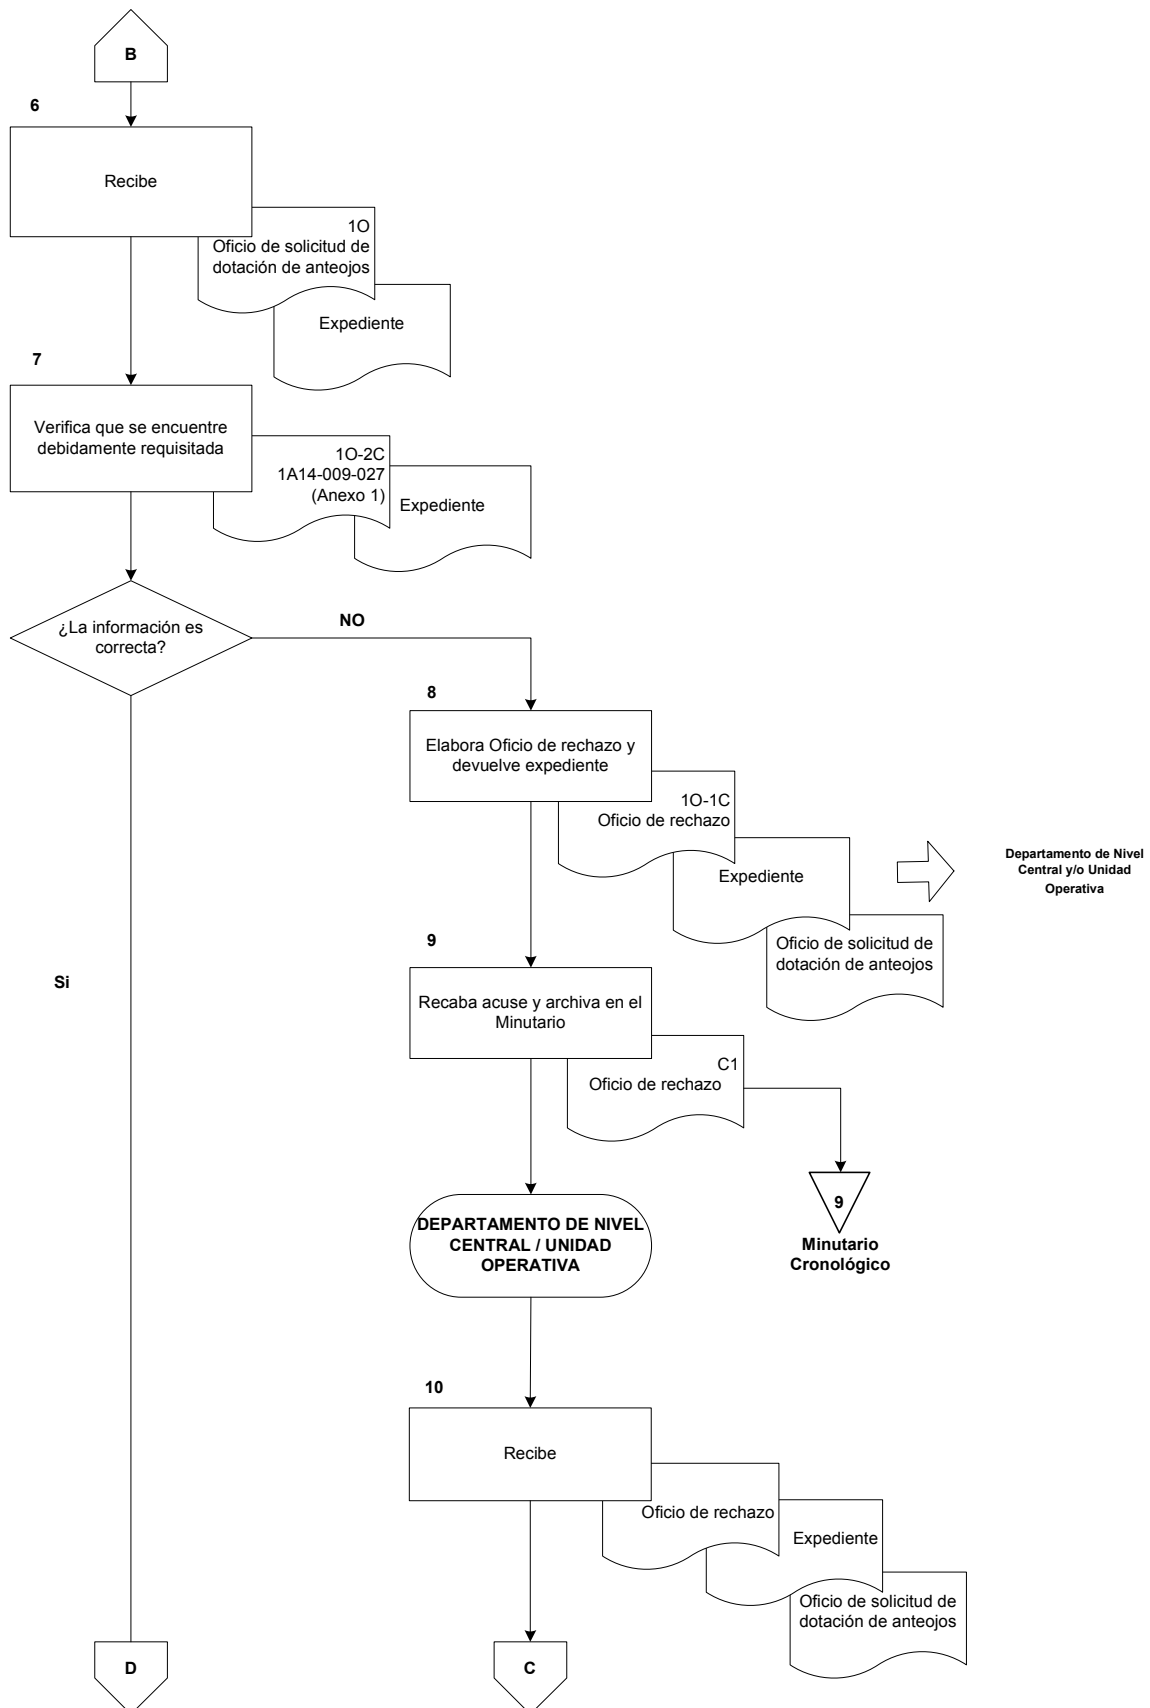 B
6
Recibe
1O
Oficio de solicitud de
dotación de anteojos
Expediente
7
Verifica que se encuentre
debidamente requisitada
1O-2C
1A14-009-027
(Anexo 1)
Expediente
¿La información es
correcta?
NO
8
Elabora Oficio de rechazo y
devuelve expediente
1O-1C
Oficio de rechazo
Expediente
Oficio de solicitud de
dotación de anteojos
Departamento de Nivel
Central y/o Unidad
Operativa
Si
9
Recaba acuse y archiva en el
Minutario
C1
Oficio de rechazo
9
Minutario
Cronológico
DEPARTAMENTO DE NIVEL
CENTRAL / UNIDAD
OPERATIVA
10
Recibe
Oficio de rechazo
Expediente
Oficio de solicitud de
dotación de anteojos
D
C